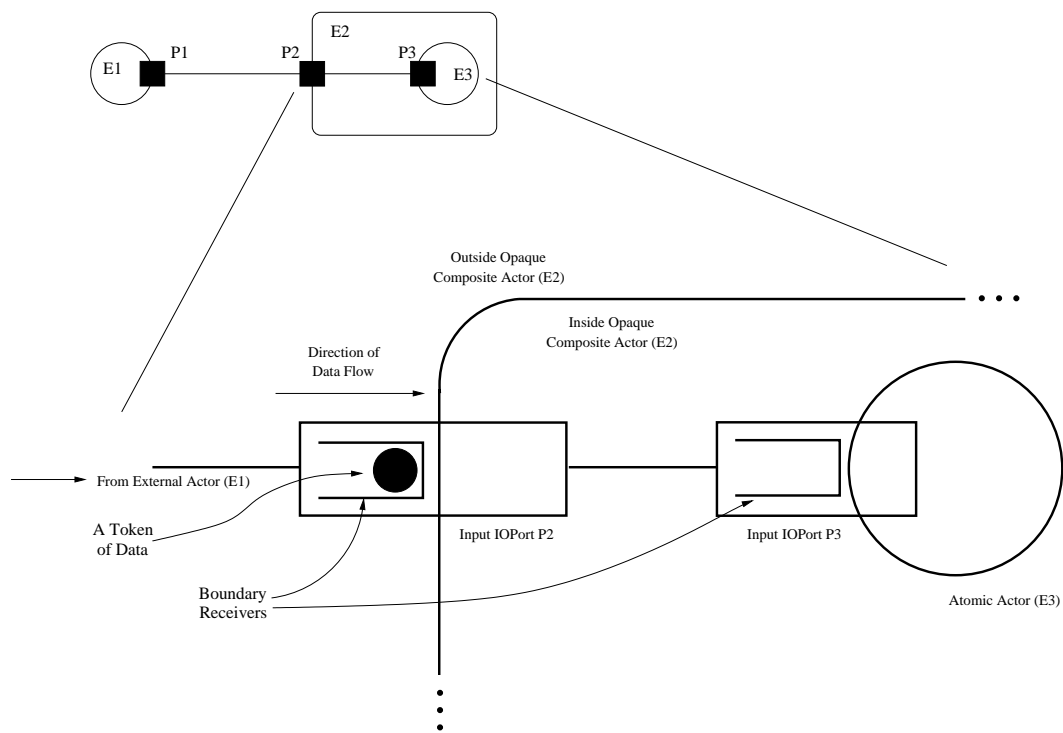 E2
P1
P2
P3
E1
E3
Outside Opaque
Composite Actor (E2)
Inside Opaque
Composite Actor (E2)
Direction of
Data Flow
From External Actor (E1)
A Token
of Data
Input IOPort P2
Input IOPort P3
Boundary
Receivers
Atomic Actor (E3)